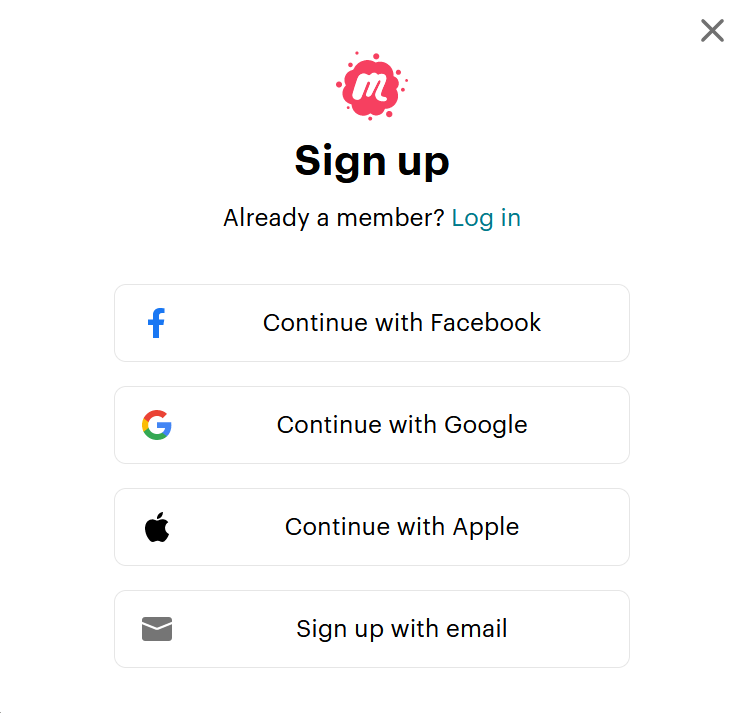 Sign up
Already a member? Log in
Continue with Facebook
Continue with Google
Continue with Apple
Sign up with email